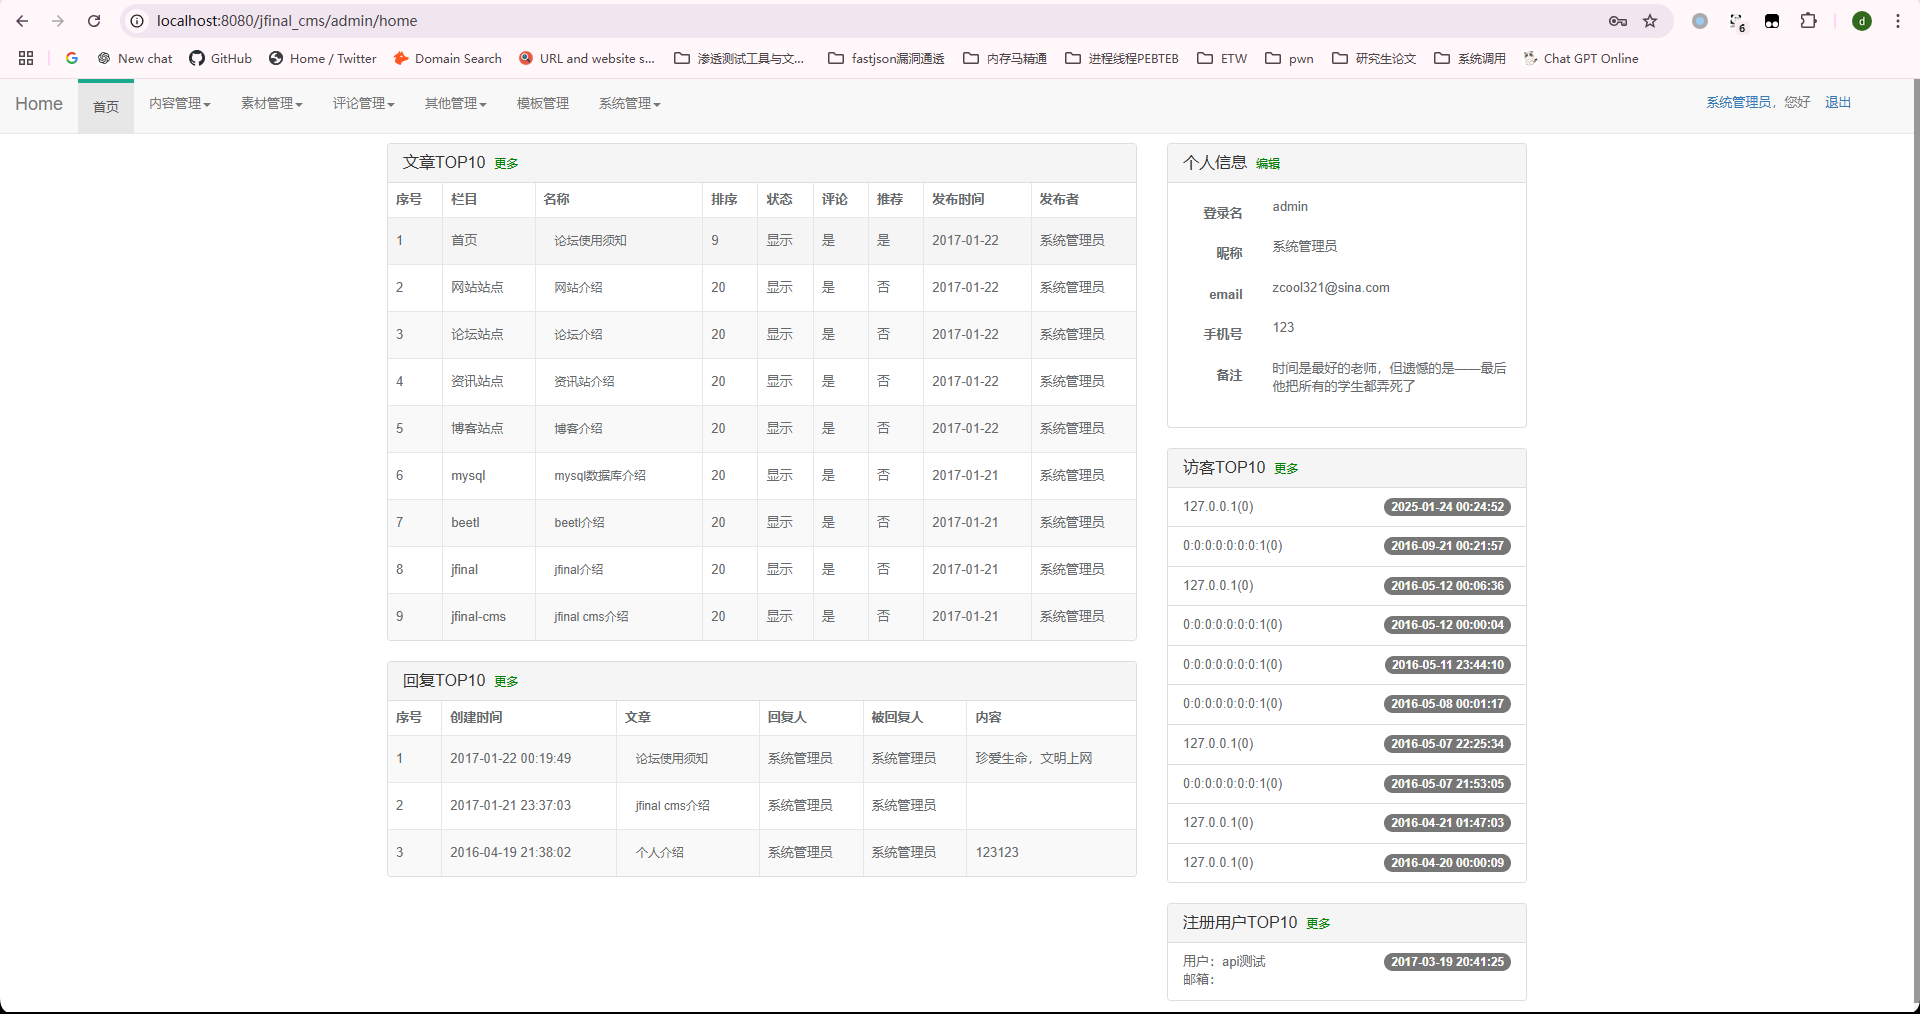 localhost:8080/jfinal_cms/admin/home
d
6
New chat
GitHub
Home / Twitter
Domain Search
URL and website s...
渗透测试工具与文...
fastjson漏洞通透
内存马精通
进程线程PEBTEB
ETW
pwn
研究生论文
系统调用
Chat GPT Online
Home 首页 内容管理 素材管理 评论管理 其他管理 模板管理 系统管理 系统管理员，您好 退出
文章TOP10 更多
序号 栏目 名称 排序 状态 评论 推荐 发布时间 发布者
1 首页 论坛使用须知 9 显示 是 是 2017-01-22 系统管理员
2 网站站点 网站介绍 20 显示 是 否 2017-01-22 系统管理员
3 论坛站点 论坛介绍 20 显示 是 否 2017-01-22 系统管理员
4 资讯站点 资讯站介绍 20 显示 是 否 2017-01-22 系统管理员
5 博客站点 博客介绍 20 显示 是 否 2017-01-22 系统管理员
6 mysql mysql数据库介绍 20 显示 是 否 2017-01-21 系统管理员
7 beetl beetl介绍 20 显示 是 否 2017-01-21 系统管理员
8 jfinal jfinal介绍 20 显示 是 否 2017-01-21 系统管理员
9 jfinal-cms jfinal cms介绍 20 显示 是 否 2017-01-21 系统管理员
回复TOP10 更多
序号 创建时间 文章 回复人 被回复人 内容
1 2017-01-22 00:19:49 论坛使用须知 系统管理员 系统管理员 珍爱生命，文明上网
2 2017-01-21 23:37:03 jfinal cms介绍 系统管理员 系统管理员
3 2016-04-19 21:38:02 个人介绍 系统管理员 系统管理员 123123
个人信息 编辑
登录名 admin
昵称 系统管理员
email zcool321@sina.com
手机号 123
备注 时间是最好的老师，但遗憾的是——最后
他把所有的学生都弄死了
访客TOP10 更多
127.0.0.1(0) 2025-01-24 00:24:52
0:0:0:0:0:0:0:1(0) 2016-09-21 00:21:57
127.0.0.1(0) 2016-05-12 00:06:36
0:0:0:0:0:0:0:1(0) 2016-05-12 00:00:04
0:0:0:0:0:0:0:1(0) 2016-05-11 23:44:10
0:0:0:0:0:0:0:1(0) 2016-05-08 00:01:17
127.0.0.1(0) 2016-05-07 22:25:34
0:0:0:0:0:0:0:1(0) 2016-05-07 21:53:05
127.0.0.1(0) 2016-04-21 01:47:03
127.0.0.1(0) 2016-04-20 00:00:09
注册用户TOP10 更多
用户：api测试 2017-03-19 20:41:25
邮箱：